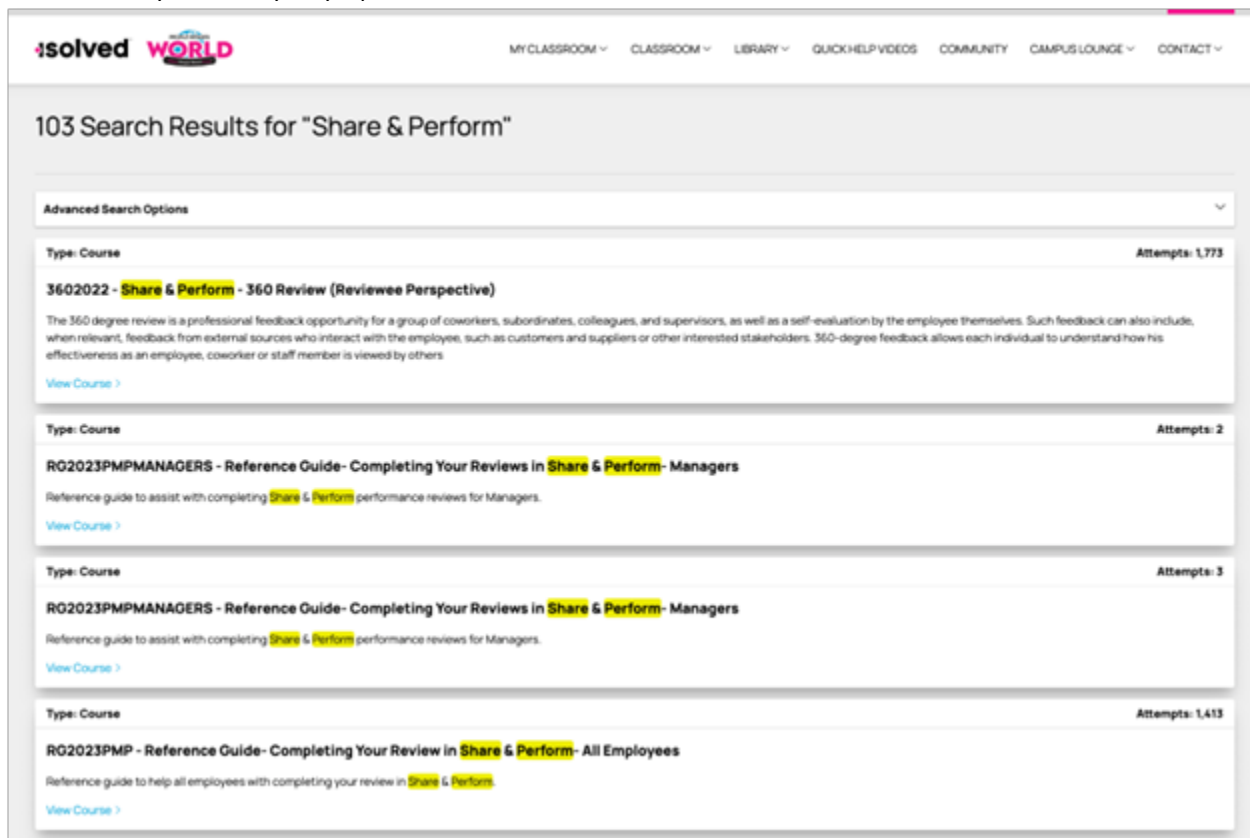 isolved WORLD
MY CLASSROOM CLASSROOM LIBRARY QUICK HELP VIDEOS COMMUNITY CAMPUS LOUNGE CONTACT
103 Search Results for "Share & Perform"
Advanced Search Options
Type: Course Attempts: 1,773
3602022 - Share & Perform - 360 Review (Reviewee Perspective)
The 360 degree review is a professional feedback opportunity for a group of coworkers, subordinates, colleagues, and supervisors, as well as a self-evaluation by the employee themselves. Such feedback can also include,
when relevant, feedback from external sources who interact with the employee, such as customers and suppliers or other interested stakeholders. 360-degree feedback allows each individual to understand how his
effectiveness as an employee, coworker or staff member is viewed by others
View Course >
Type: Course Attempts: 2
RG2023PMPMANAGERS - Reference Guide- Completing Your Reviews in Share & Perform- Managers
Reference guide to assist with completing Share & Perform performance reviews for Managers.
View Course >
Type: Course Attempts: 3
RG2023PMPMANAGERS - Reference Guide- Completing Your Reviews in Share & Perform- Managers
Reference guide to assist with completing Share & Perform performance reviews for Managers.
View Course >
Type: Course Attempts: 1,413
RG2023PMP - Reference Guide- Completing Your Review in Share & Perform- All Employees
Reference guide to help all employees with completing your review in Share & Perform.
View Course >